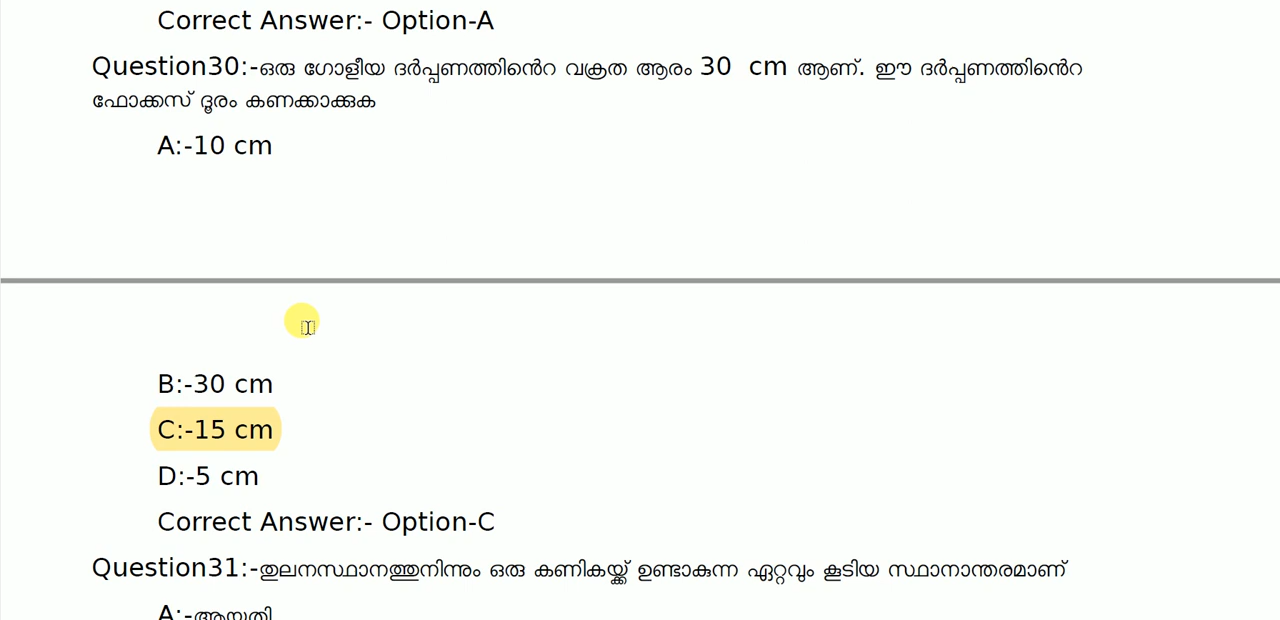 Correct Answer:- Option-A
Question30:-ഒരു ഗോളീയ ദർപ്പണത്തിൻെറ വക്രത ആരം 30 cm ആണ്. ഈ ദർപ്പണത്തിൻെറ
ഫോക്കസ് ദൂരം കണക്കാക്കുക
A:-10 cm
B:-30 cm
C:-15 cm
D:-5 cm
Correct Answer:- Option-C
Question31:-തുലനസ്ഥാനത്തുനിന്നും ഒരു കണികയ്ക്ക് ഉണ്ടാകുന്ന ഏറ്റവും കൂടിയ സ്ഥാനാന്തരമാണ്
A:-ആയതി